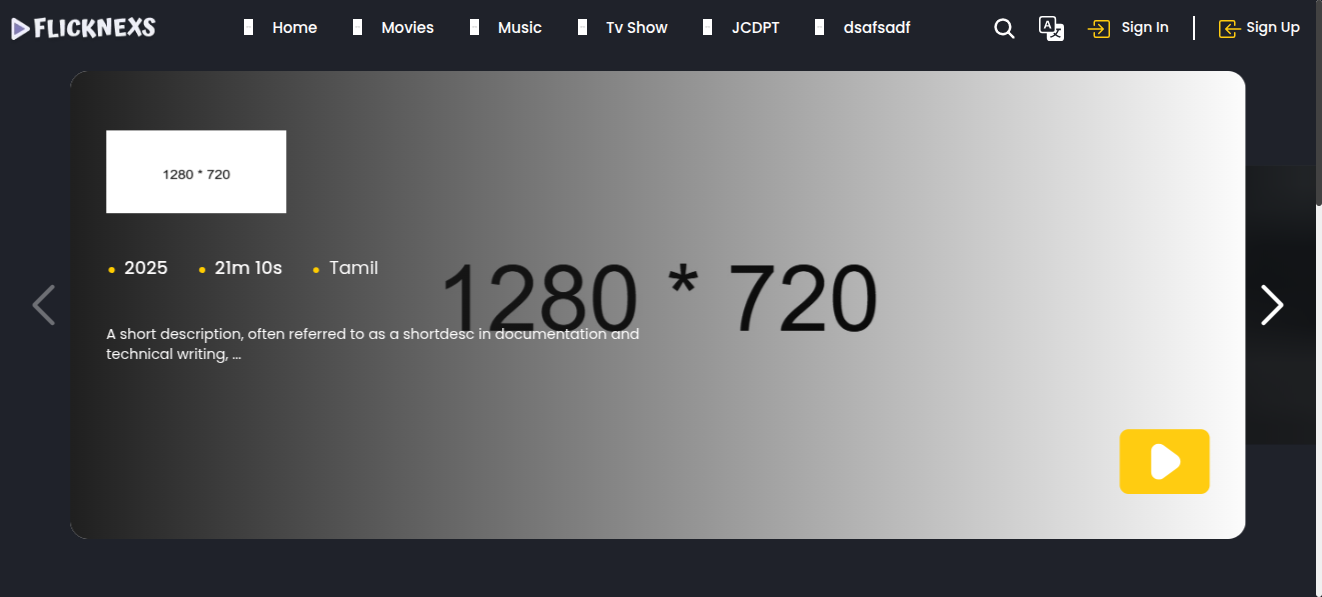 FLICKNEXS Home Movies Music Tv Show JCDPT dsafsadf Sign In Sign Up
1280 * 720
2025 21m 10s Tamil
1280 * 720
A short description, often referred to as a shortdesc in documentation and
technical writing, ...